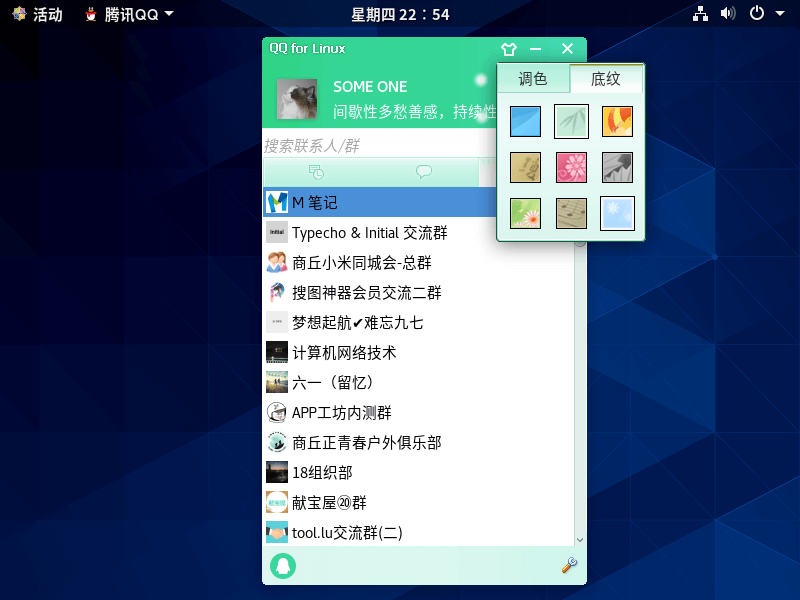 活动 腾讯QQ 星期四 22：54
QQ for Linux
SOME ONE
间歇性多愁善感，持续性
调色 底纹
搜索联系人/群
M 笔记
Typecho & Initial 交流群
商丘小米同城会-总群
搜图神器会员交流二群
梦想起航✔难忘九七
计算机网络技术
六一（留忆）
APP工坊内测群
商丘正青春户外俱乐部
18组织部
献宝屋⑳群
tool.lu交流群(二)